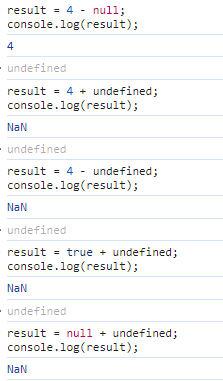 result = 4 - null;
console.log(result);
4
undefined
result = 4 + undefined;
console.log(result);
NaN
undefined
result = 4 - undefined;
console.log(result);
NaN
undefined
result = true + undefined;
console.log(result);
NaN
undefined
result = null + undefined;
console.log(result);
NaN